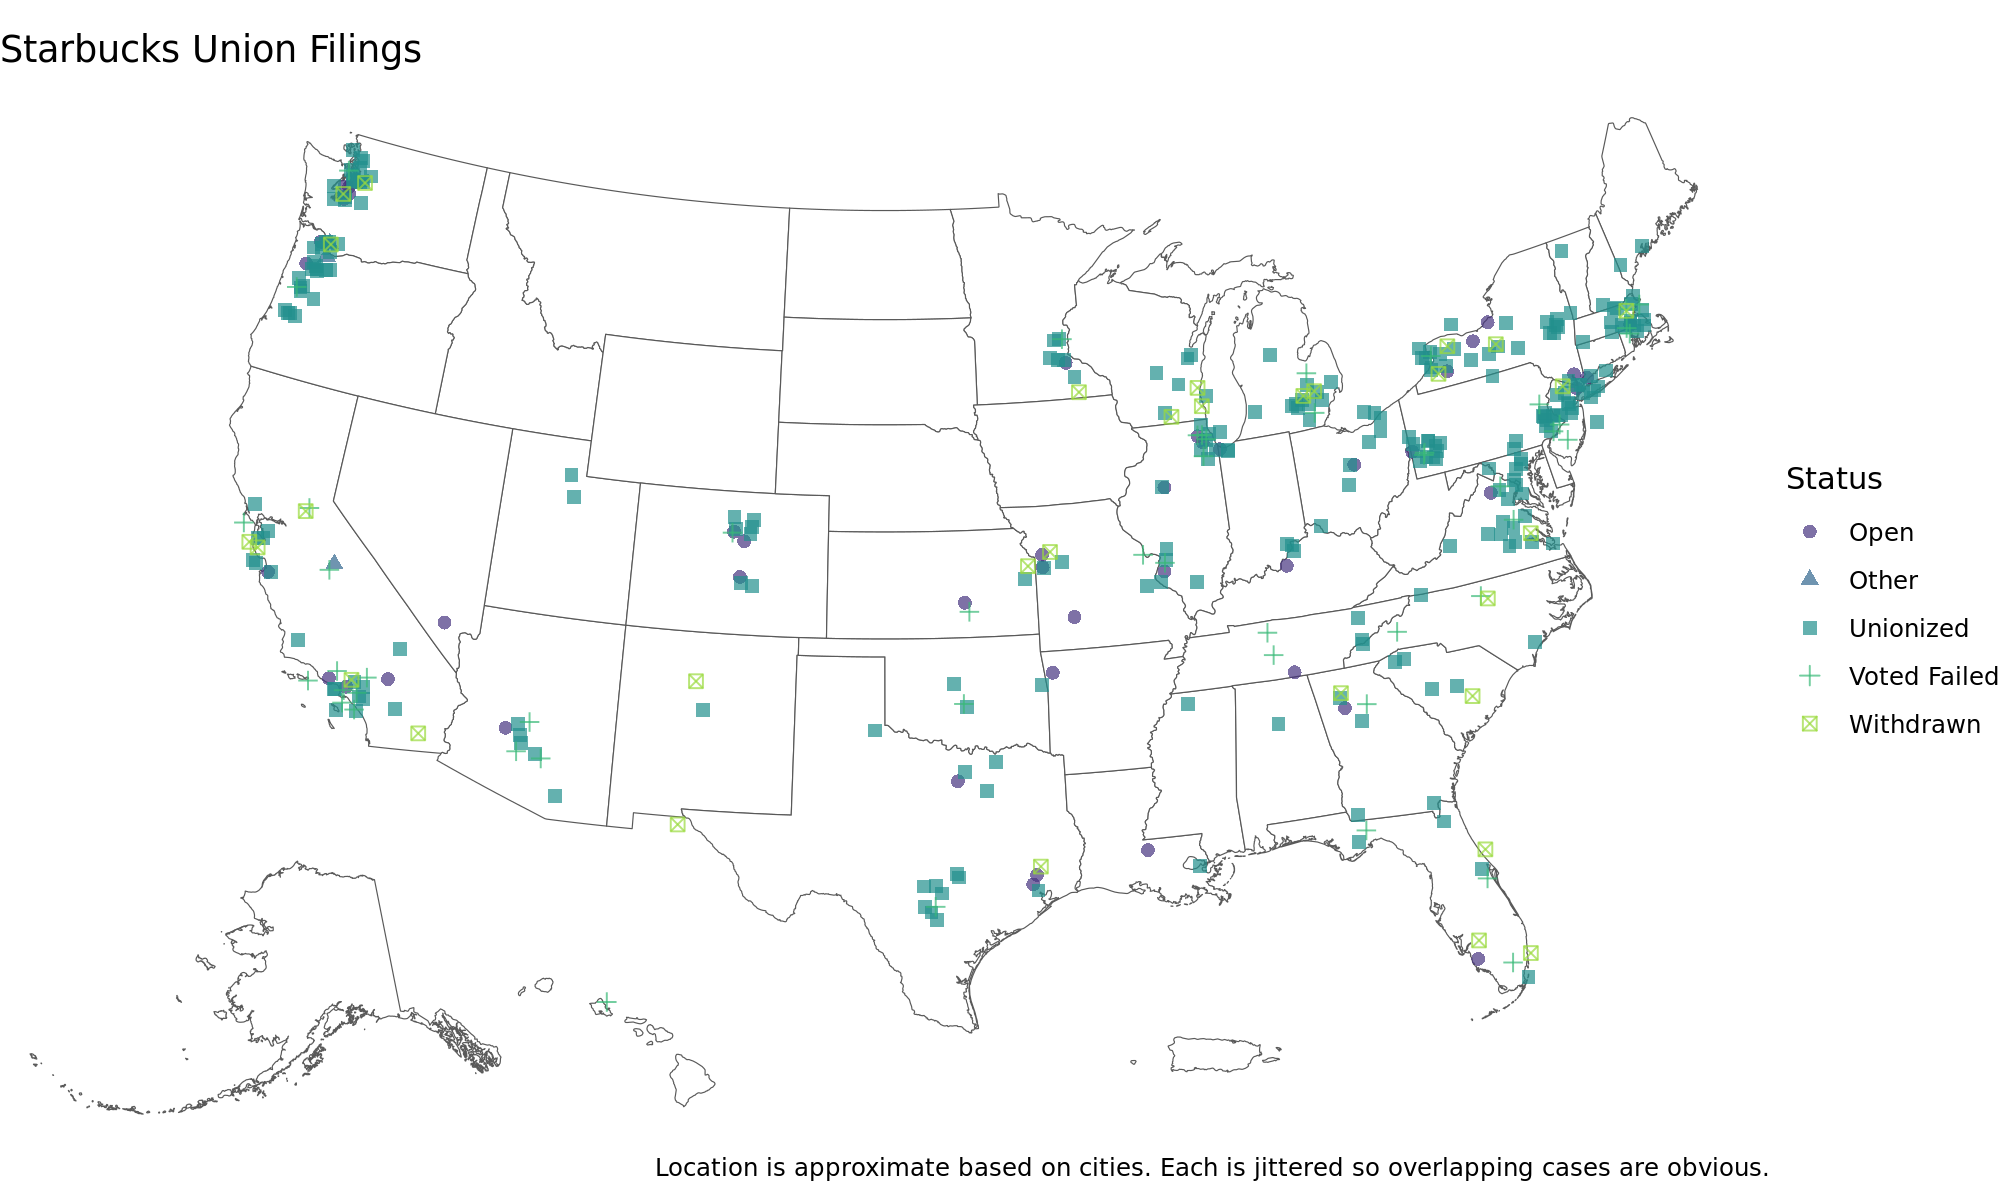 Starbucks Union Filings
Status
Open
Other
Unionized
Voted Failed
Withdrawn
Location is approximate based on cities. Each is jittered so overlapping cases are obvious.